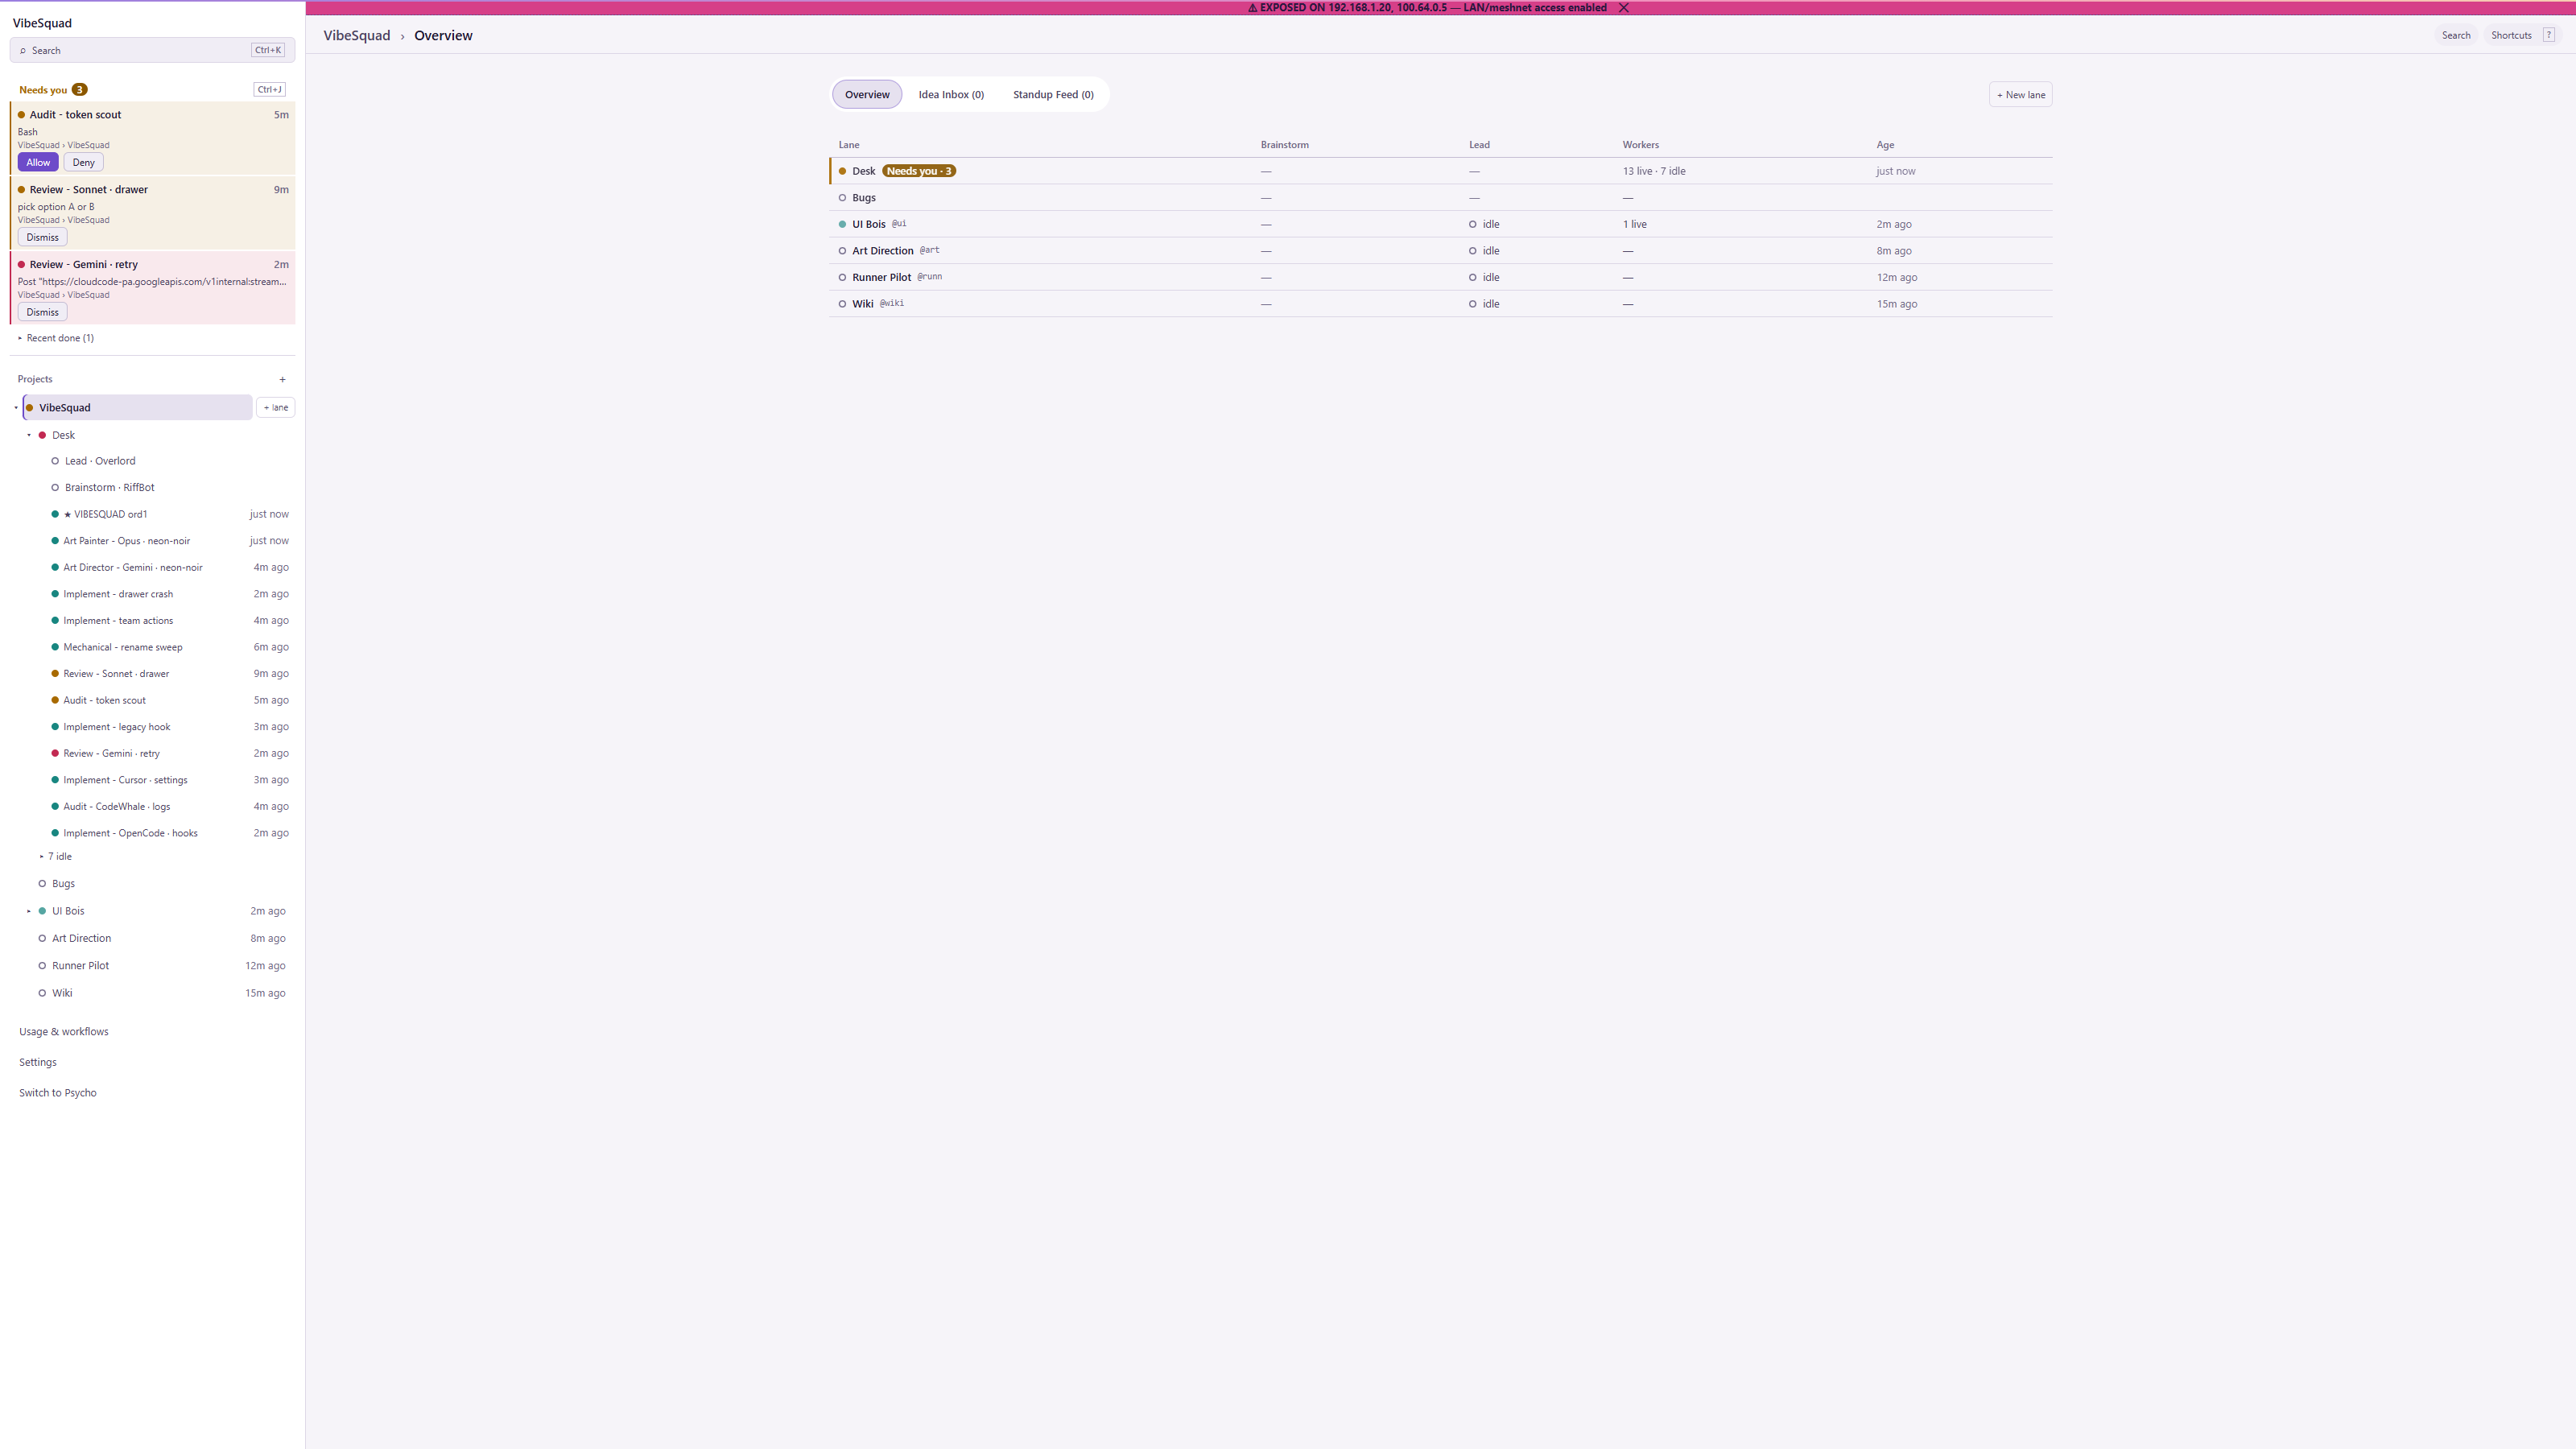 VibeSquad
Search Ctrl+K
Needs you 3 Ctrl+J
Audit - token scout 5m
Bash
VibeSquad › VibeSquad
Allow Deny
Review - Sonnet · drawer 9m
pick option A or B
VibeSquad › VibeSquad
Dismiss
Review - Gemini · retry 2m
Post "https://cloudcode-pa.googleapis.com/v1internal:stream...
VibeSquad › VibeSquad
Dismiss
Recent done (1)
Projects +
VibeSquad + lane
Desk
Lead · Overlord
Brainstorm · RiffBot
★ VIBESQUAD ord1 just now
Art Painter - Opus · neon-noir just now
Art Director - Gemini · neon-noir 4m ago
Implement - drawer crash 2m ago
Implement - team actions 4m ago
Mechanical - rename sweep 6m ago
Review - Sonnet · drawer 9m ago
Audit - token scout 5m ago
Implement - legacy hook 3m ago
Review - Gemini · retry 2m ago
Implement - Cursor · settings 3m ago
Audit - CodeWhale · logs 4m ago
Implement - OpenCode · hooks 2m ago
7 idle
Bugs
UI Bois 2m ago
Art Direction 8m ago
Runner Pilot 12m ago
Wiki 15m ago
Usage & workflows
Settings
Switch to Psycho
⚠ EXPOSED ON 192.168.1.20, 100.64.0.5 — LAN/meshnet access enabled
VibeSquad › Overview
Search Shortcuts ?
Overview Idea Inbox (0) Standup Feed (0)
+ New lane
Lane Brainstorm Lead Workers Age
Desk Needs you · 3 — — 13 live · 7 idle just now
Bugs — — —
UI Bois @ui — idle 1 live 2m ago
Art Direction @art — idle — 8m ago
Runner Pilot @runn — idle — 12m ago
Wiki @wiki — idle — 15m ago